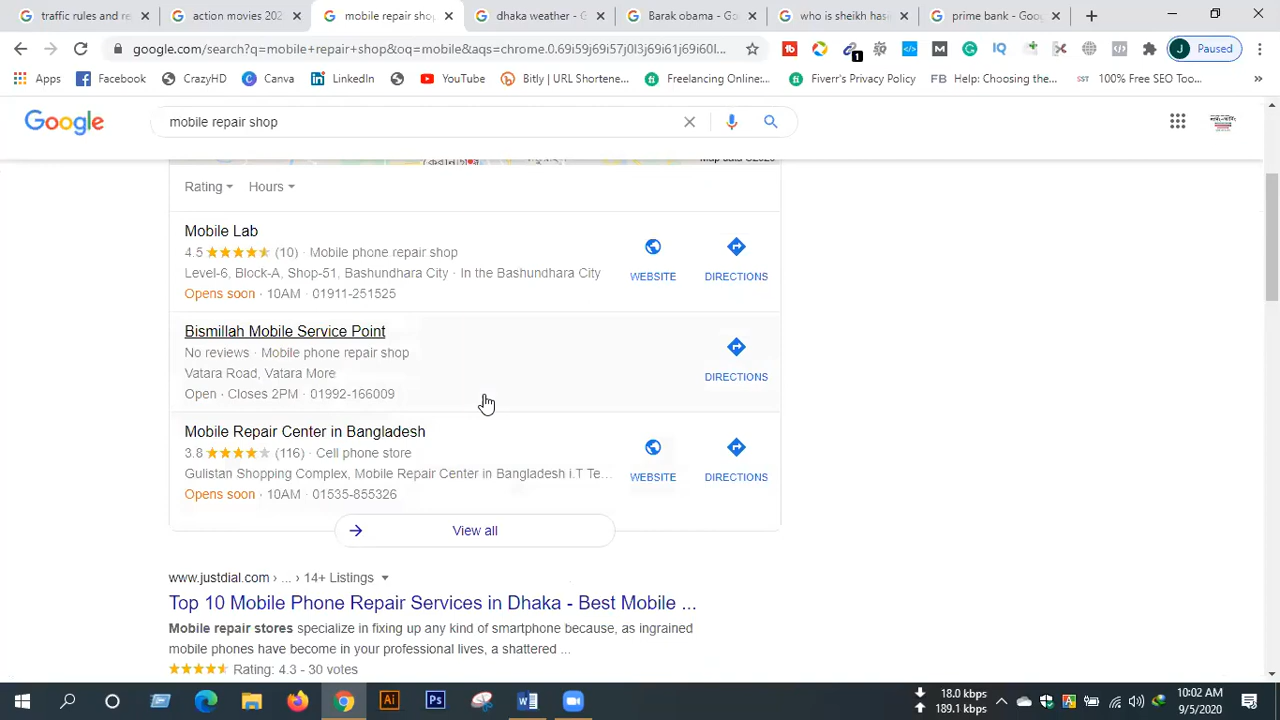 traffic rules and re
action movies 202
mobile repair sho
dhaka weather - G
Barak obama - Go
who is sheikh has
prime bank - Goo
google.com/search?q=mobile+repair+shop&oq=mobile&aqs=chrome.0.69i59j69i57j0l3j69i61j69i60l...
1
M
IQ
J
Paused
Apps
Facebook
CrazyHD
Canva
LinkedIn
YouTube
Bitly | URL Shortene...
Freelancing Online:...
Fiverr's Privacy Policy
FB Help: Choosing the...
SST 100% Free SEO Too...
»
Google
mobile repair shop
Rating
Hours
Mobile Lab
4.5 (10) · Mobile phone repair shop
Level-6, Block-A, Shop-51, Bashundhara City · In the Bashundhara City
Opens soon · 10AM · 01911-251525
WEBSITE
DIRECTIONS
Bismillah Mobile Service Point
No reviews · Mobile phone repair shop
Vatara Road, Vatara More
Open · Closes 2PM · 01992-166009
DIRECTIONS
Mobile Repair Center in Bangladesh
3.8 (116) · Cell phone store
Gulistan Shopping Complex, Mobile Repair Center in Bangladesh i.T Te...
Opens soon · 10AM · 01535-855326
WEBSITE
DIRECTIONS
View all
www.justdial.com › ... › 14+ Listings
Top 10 Mobile Phone Repair Services in Dhaka - Best Mobile ...
Mobile repair stores specialize in fixing up any kind of smartphone because, as ingrained
mobile phones have become in your professional lives, a shattered ...
Rating: 4.3 - 30 votes
Ai
Ps
18.0 kbps
189.1 kbps
10:02 AM
9/5/2020